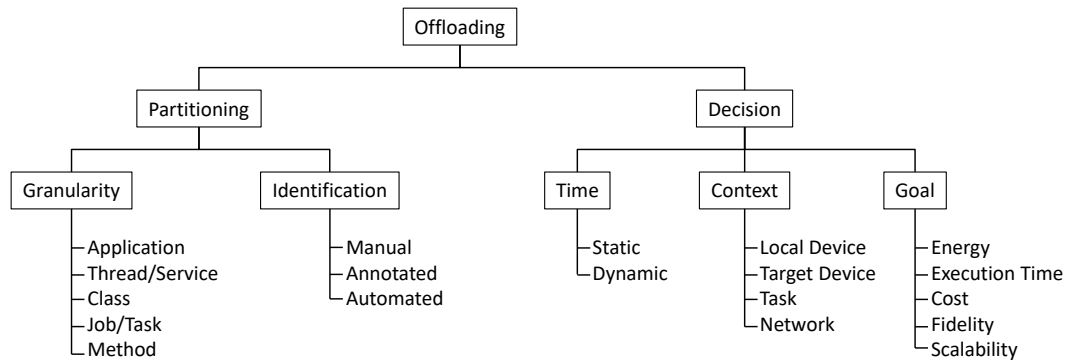 Offloading
Partitioning
Decision
Granularity
Identification
Time
Context
Goal
Application
Thread/Service
Class
Job/Task
Method
Manual
Annotated
Automated
Static
Dynamic
Local Device
Target Device
Task
Network
Energy
Execution Time
Cost
Fidelity
Scalability